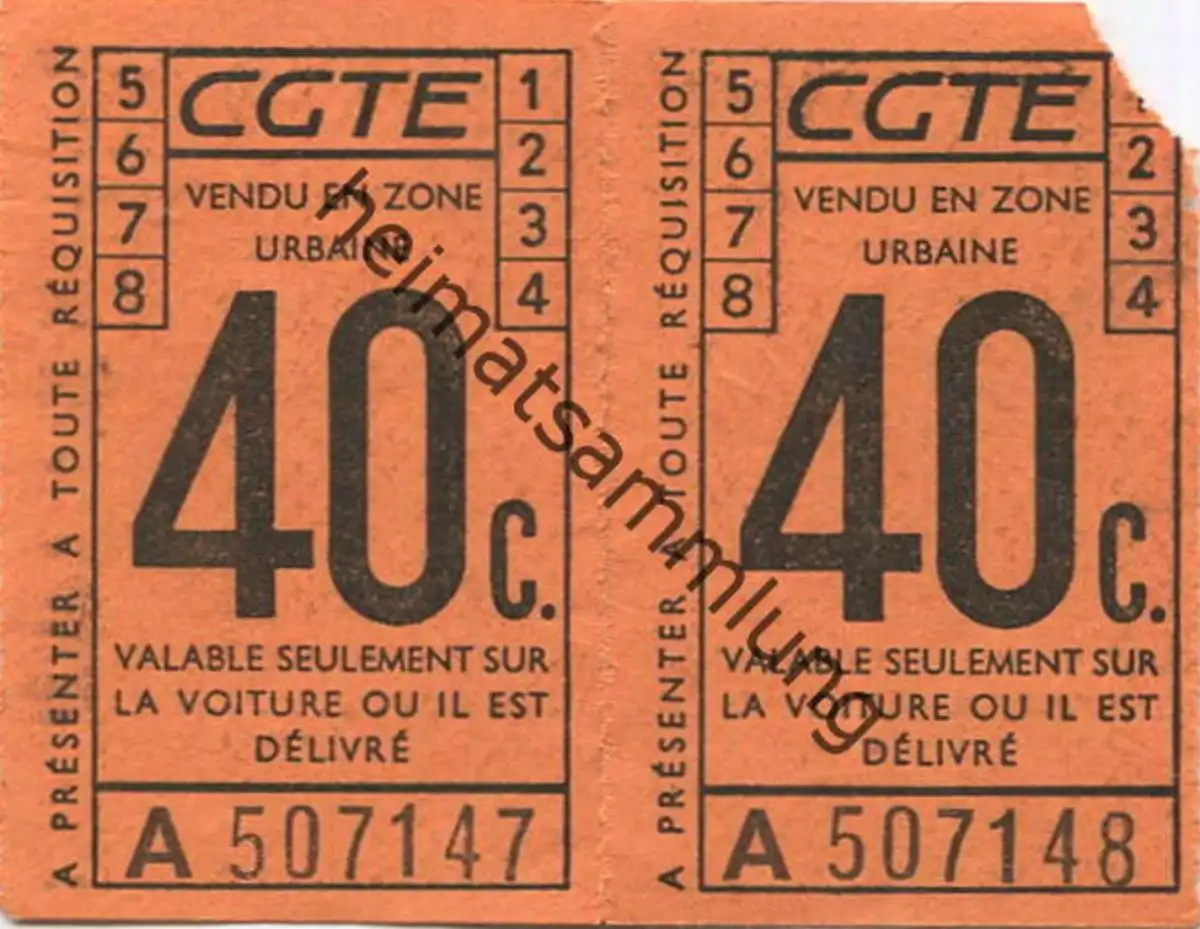 A PRÉSENTER A TOUTE RÉQUISITION
5
6
7
8
CGTE
1
2
3
4
VENDU EN ZONE
URBAINE
40 C.
VALABLE SEULEMENT SUR
LA VOITURE OU IL EST
DÉLIVRÉ
A 507147
A PRÉSENTER A TOUTE RÉQUISITION
5
6
7
8
CGTE
2
3
4
VENDU EN ZONE
URBAINE
40 C.
VALABLE SEULEMENT SUR
LA VOITURE OU IL EST
DÉLIVRÉ
A 507148
heimatsammlung